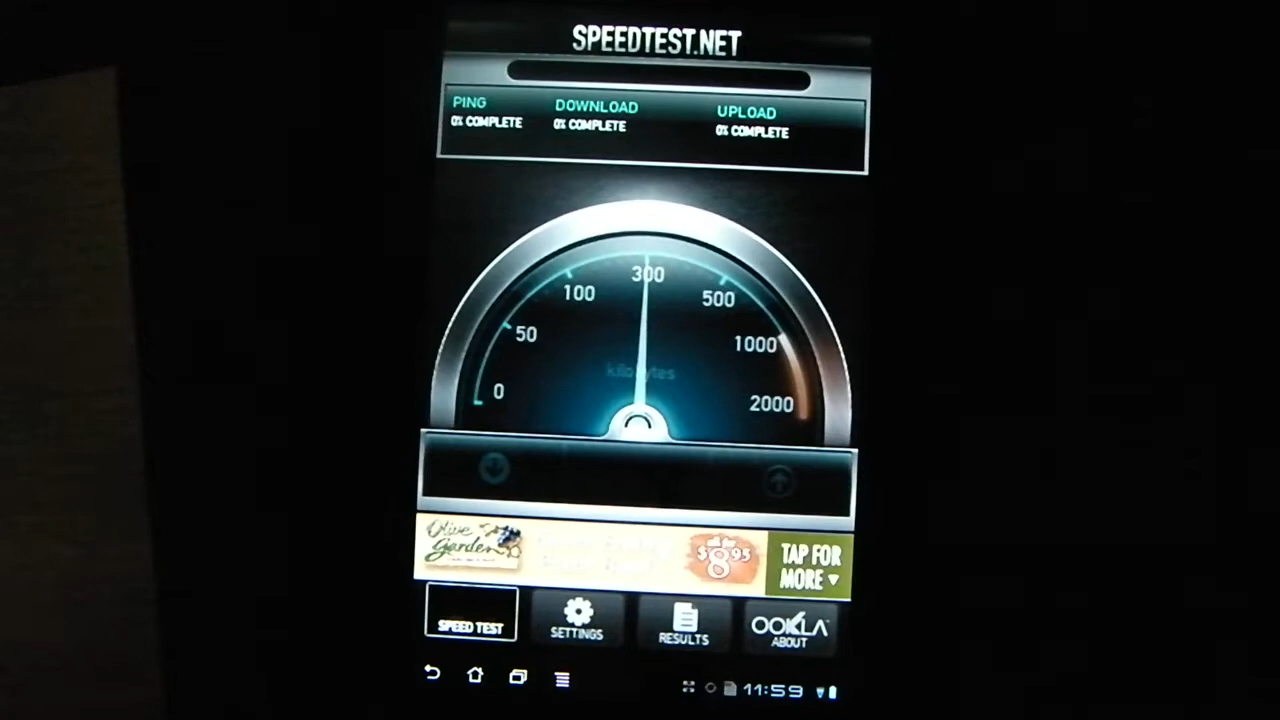 SPEEDTEST.NET
PING DOWNLOAD UPLOAD
0% COMPLETE 0% COMPLETE 0% COMPLETE
0 50 100 300 500 1000 2000
Olive Garden
$8.95
TAP FOR MORE
SPEED TEST SETTINGS RESULTS OOKLA ABOUT
11:59